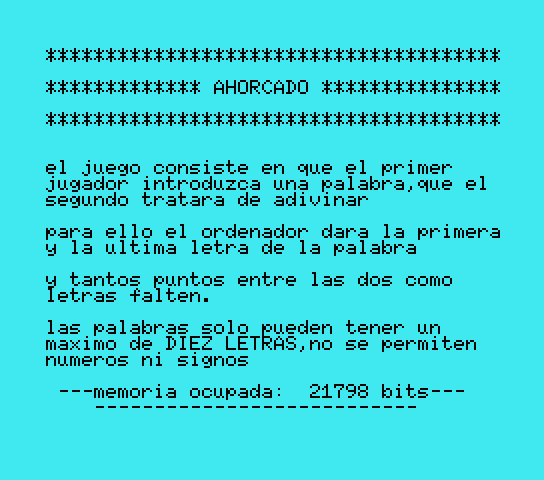 **************************************
************* AHORCADO ***************
**************************************
el juego consiste en que el primer
jugador introduzca una palabra,que el
segundo tratara de adivinar
para ello el ordenador dara la primera
y la ultima letra de la palabra
y tantos puntos entre las dos como
letras falten.
las palabras solo pueden tener un
maximo de DIEZ LETRAS,no se permiten
numeros ni signos
---memoria ocupada:  21798 bits---
---------------------------